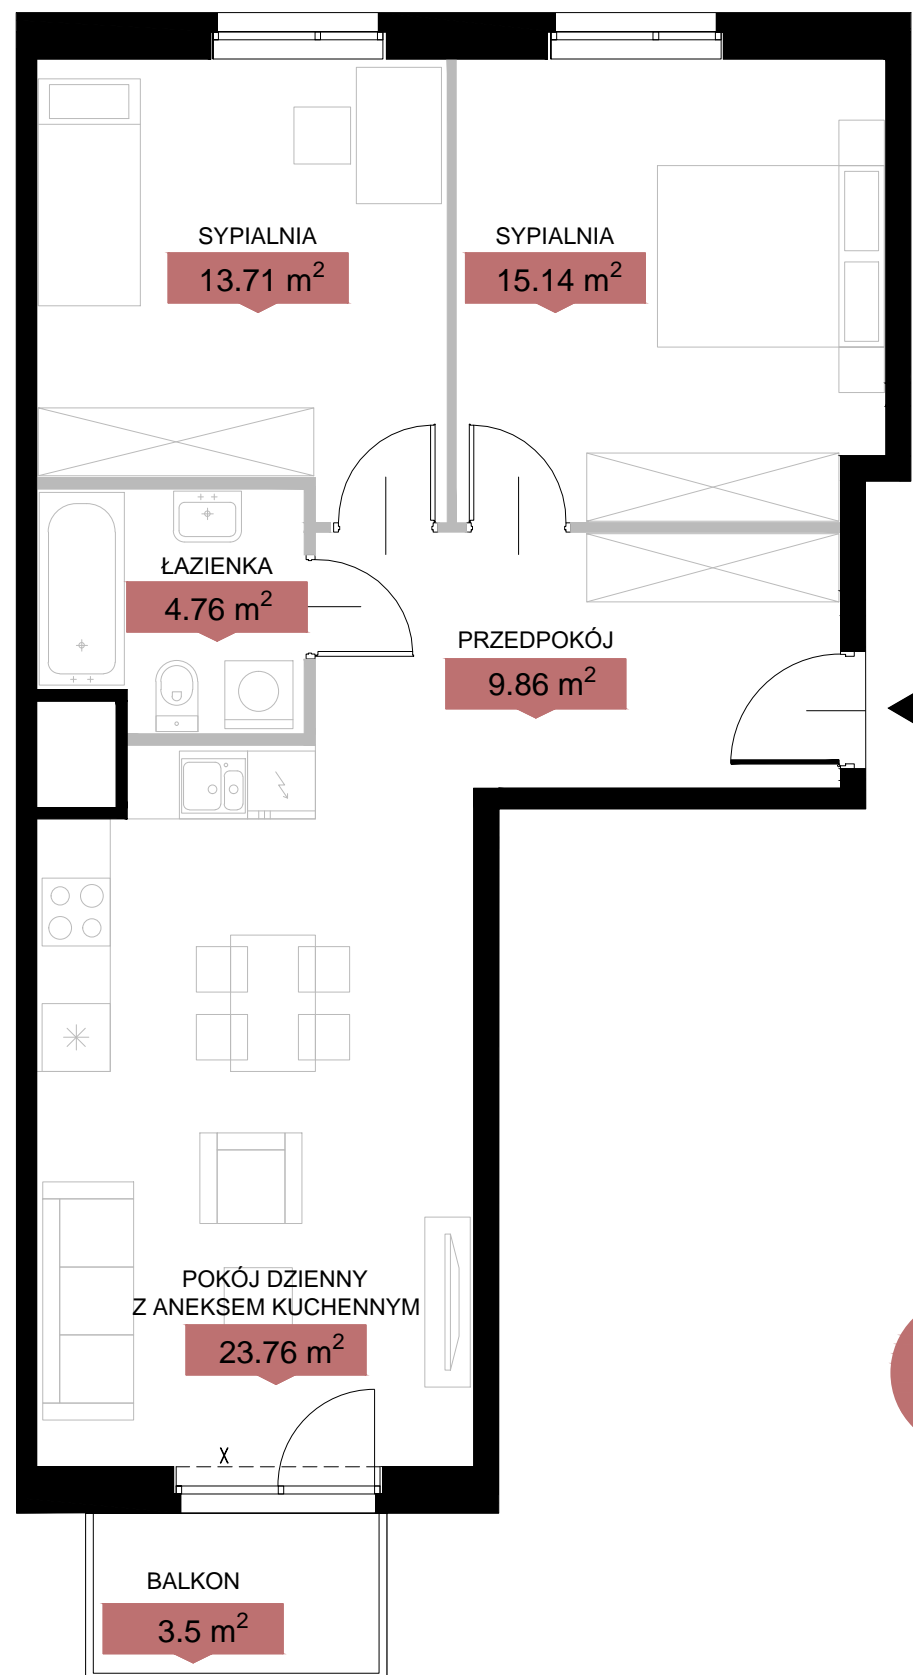 SYPIALNIA
13.71 m²
SYPIALNIA
15.14 m²
ŁAZIENKA
4.76 m²
PRZEDPOKÓJ
9.86 m²
POKÓJ DZIENNY
Z ANEKSEM KUCHENNYM
23.76 m²
X
BALKON
3.5 m²